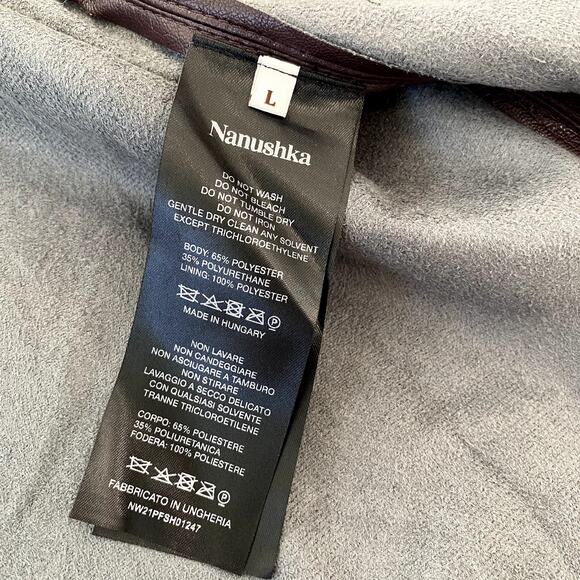 L
Nanushka
DO NOT WASH
DO NOT BLEACH
DO NOT TUMBLE DRY
DO NOT IRON
GENTLE DRY CLEAN ANY SOLVENT
EXCEPT TRICHLOROETHYLENE
BODY: 65% POLYESTER
35% POLYURETHANE
LINING: 100% POLYESTER
P
MADE IN HUNGARY
NON LAVARE
NON CANDEGGIARE
NON ASCIUGARE A TAMBURO
NON STIRARE
LAVAGGIO A SECCO DELICATO
CON QUALSIASI SOLVENTE
TRANNE TRICLOROETILENE
CORPO: 65% POLIESTERE
35% POLIURETANICA
FODERA: 100% POLIESTERE
P
FABBRICATO IN UNGHERIA
NW21PFSH01247